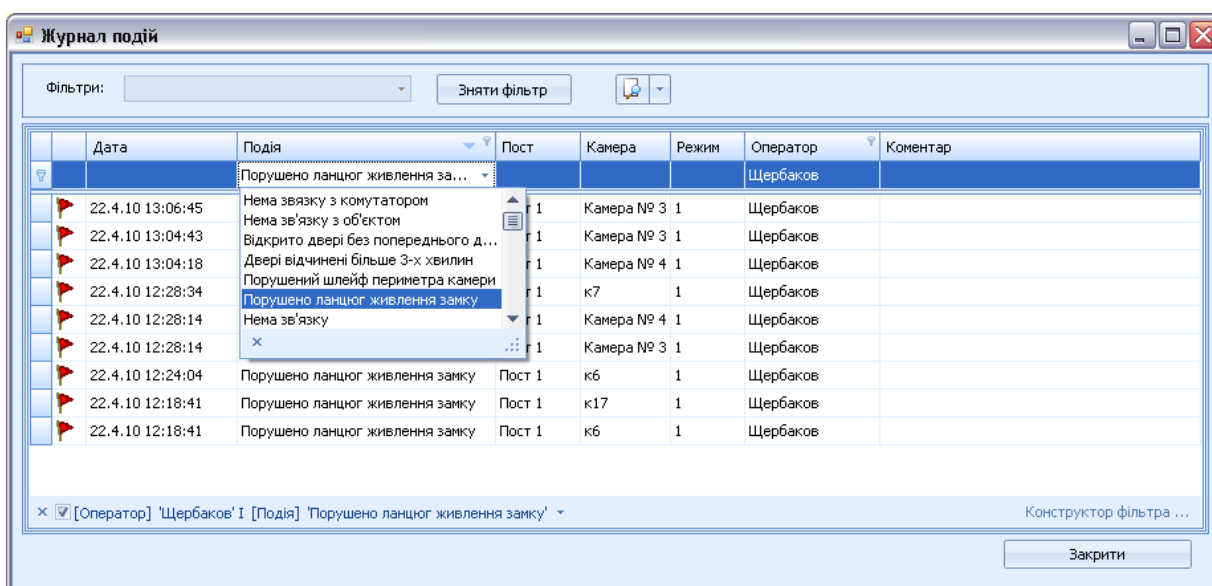 Журнал подій
Фільтри: Зняти фільтр
Дата Подія Пост Камера Режим Оператор Коментар
Порушено ланцюг живлення за... Щербаков
Нема звязку з комутатором
Нема зв'язку з об'єктом
Відкрито двері без попереднього д...
Двері відчинені більше 3-х хвилин
Порушений шлейф периметра камери
Порушено ланцюг живлення замку
Нема зв'язку
22.4.10 13:06:45 т 1 Камера № 3 1 Щербаков
22.4.10 13:04:43 1 Камера № 3 1 Щербаков
22.4.10 13:04:18 1 Камера № 4 1 Щербаков
22.4.10 12:28:34 т 1 к7 1 Щербаков
22.4.10 12:28:14 т 1 Камера № 4 1 Щербаков
22.4.10 12:28:14 т 1 Камера № 3 1 Щербаков
22.4.10 12:24:04 Порушено ланцюг живлення замку Пост 1 к6 1 Щербаков
22.4.10 12:18:41 Порушено ланцюг живлення замку Пост 1 к17 1 Щербаков
22.4.10 12:18:41 Порушено ланцюг живлення замку Пост 1 к6 1 Щербаков
[Оператор] 'Щербаков' І [Подія] 'Порушено ланцюг живлення замку' Конструктор фільтра ...
Закрити